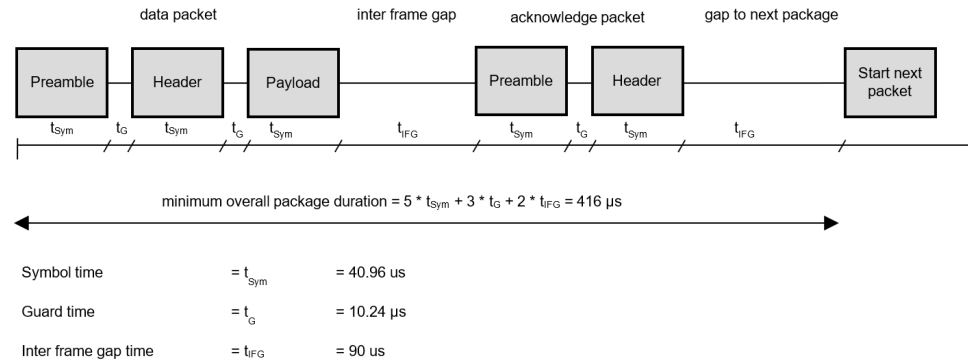 data packet
inter frame gap
acknowledge packet
gap to next package
Preamble
Header
Payload
Preamble
Header
Start next
packet
tSym
tG
tSym
tG
tSym
tIFG
tSym
tG
tSym
tIFG
minimum overall package duration = 5 * tSym + 3 * tG + 2 * tIFG = 416 µs
Symbol time = tSym = 40.96 us
Guard time = tG = 10.24 µs
Inter frame gap time = tIFG = 90 us